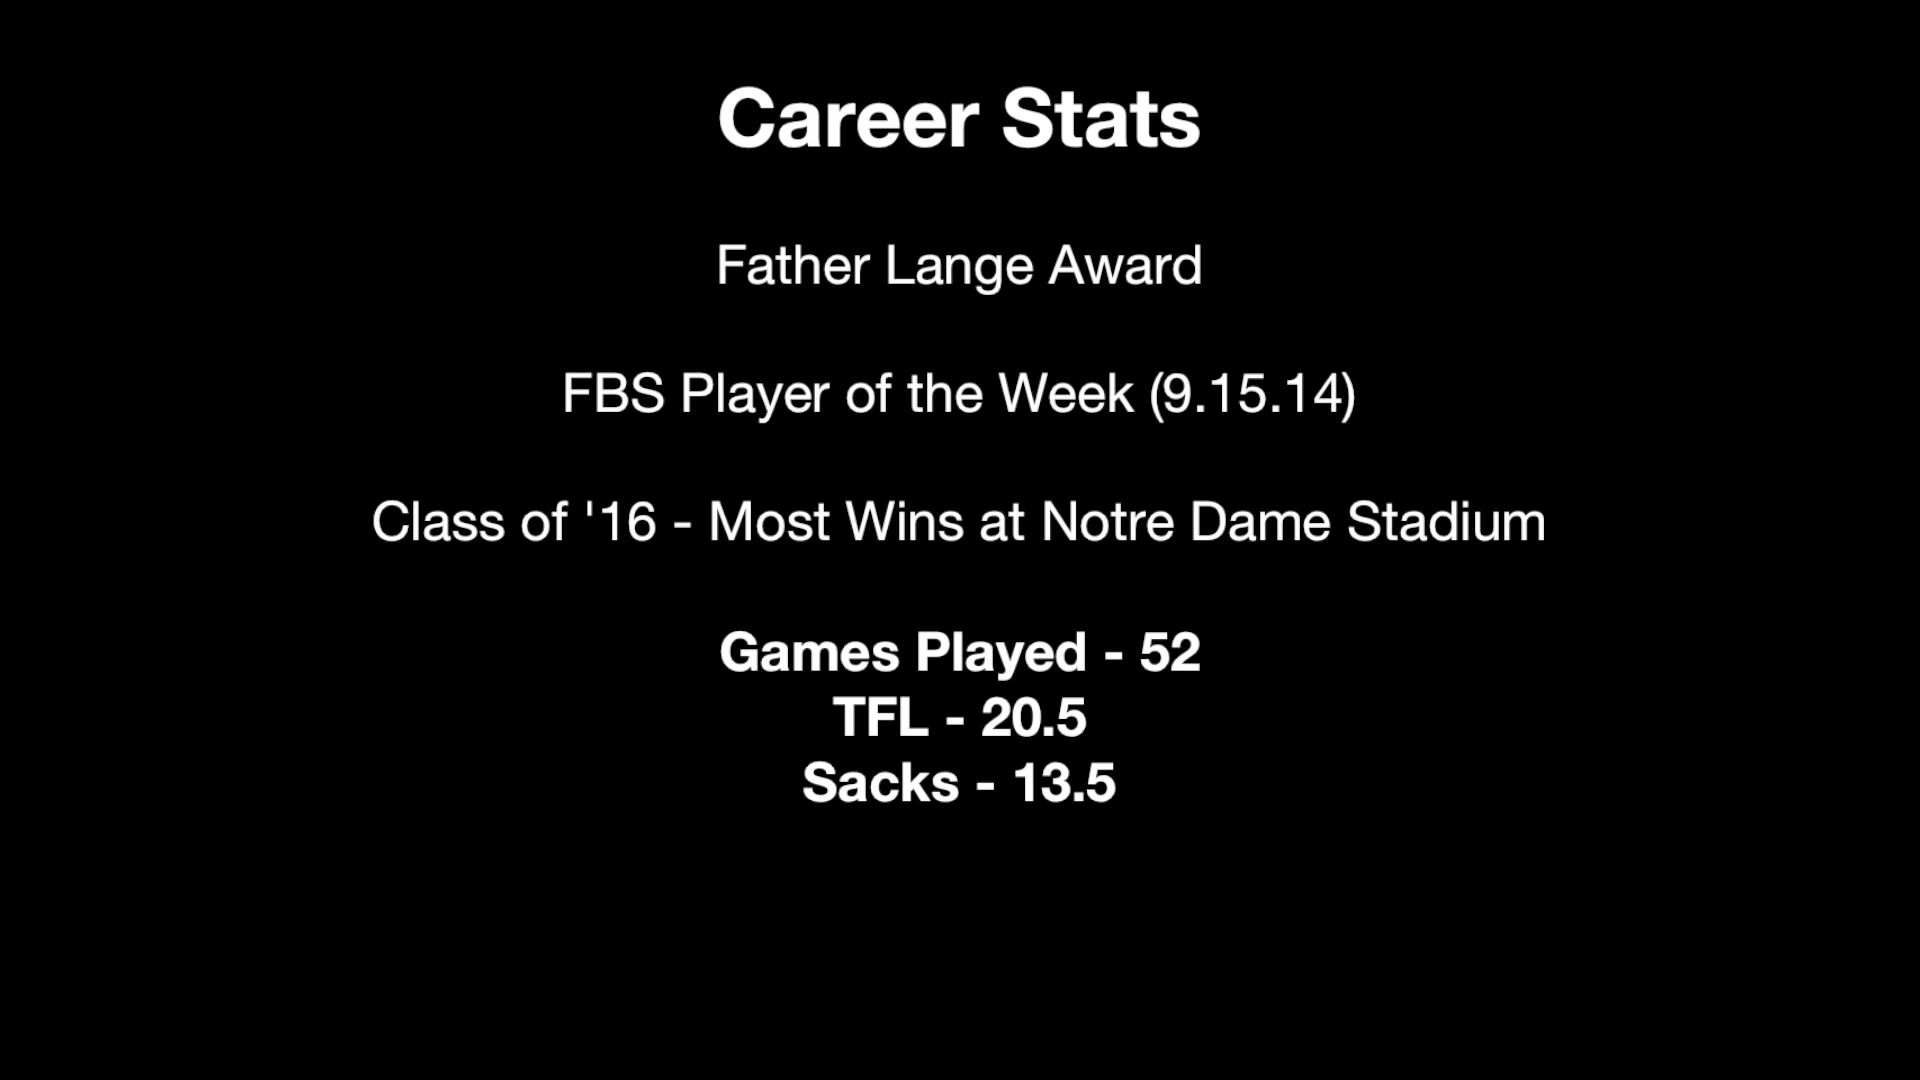 Career Stats
Father Lange Award
FBS Player of the Week (9.15.14)
Class of '16 - Most Wins at Notre Dame Stadium
Games Played - 52
TFL - 20.5
Sacks - 13.5